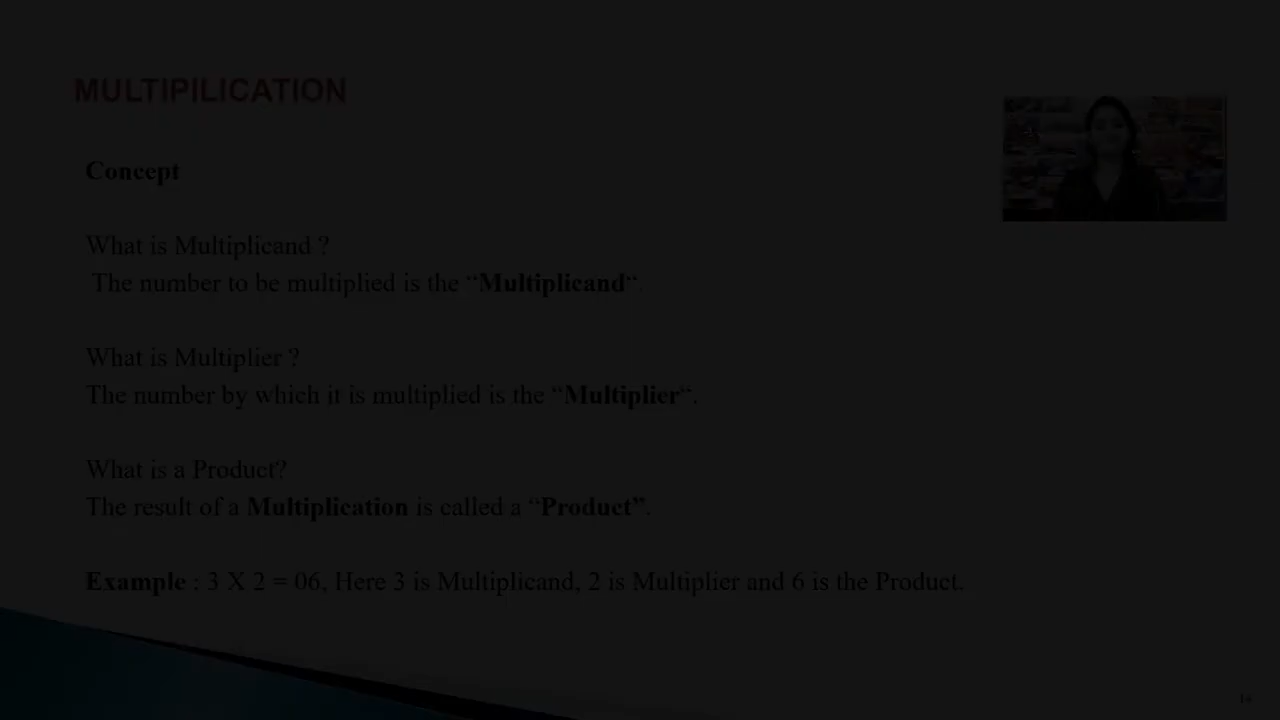 MULTIPILICATION
Concept
What is Multiplicand ?
The number to be multiplied is the “Multiplicand“.
What is Multiplier ?
The number by which it is multiplied is the “Multiplier“.
What is a Product?
The result of a Multiplication is called a “Product”.
Example : 3 X 2 = 06, Here 3 is Multiplicand, 2 is Multiplier and 6 is the Product.
14